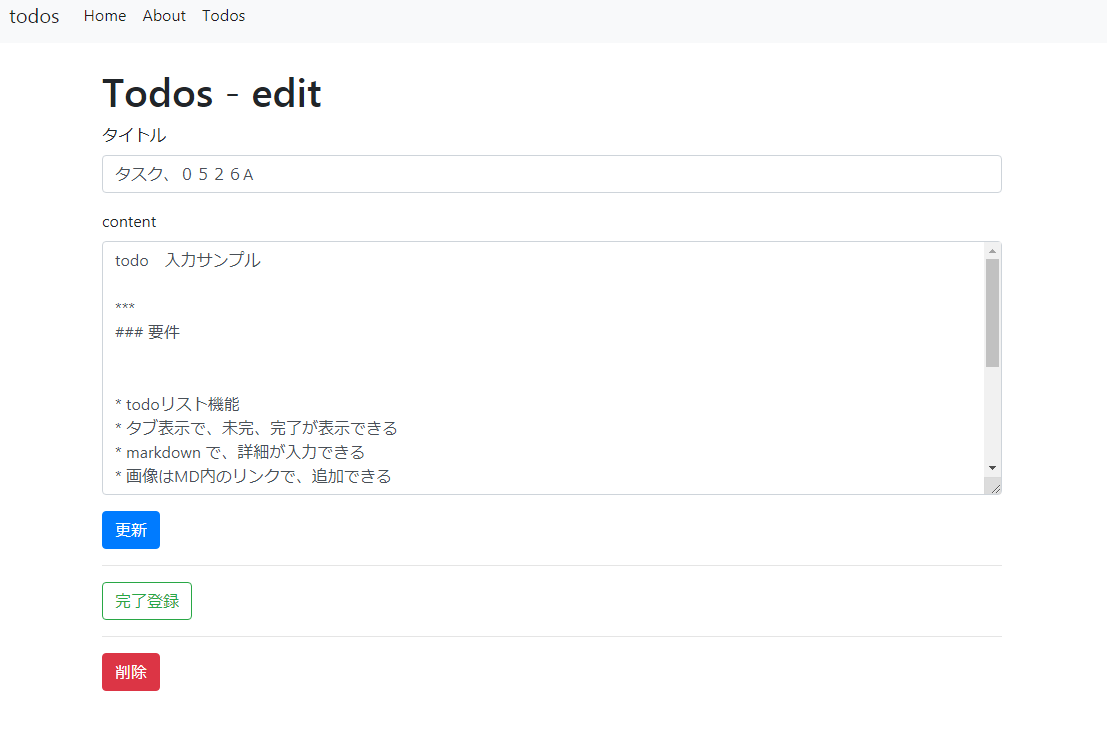 todos Home About Todos
Todos - edit
タイトル
タスク、０５２６A
content
todo　入力サンプル
***
### 要件
* todoリスト機能
* タブ表示で、未完、完了が表示できる
* markdown で、詳細が入力できる
* 画像はMD内のリンクで、追加できる
更新
完了登録
削除